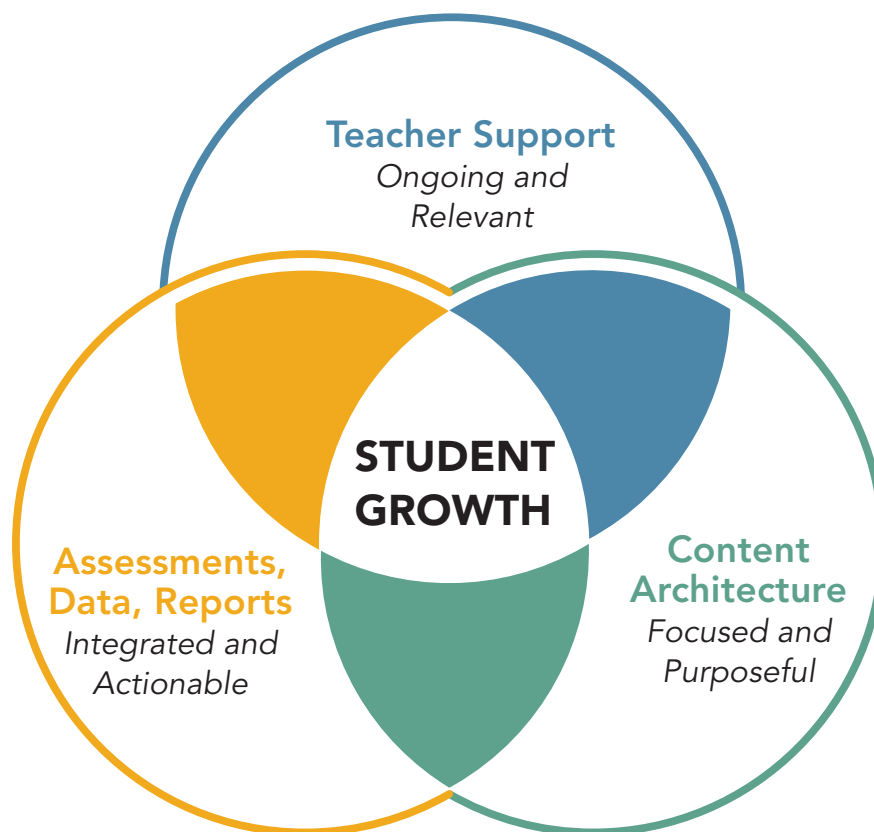 Teacher Support
Ongoing and
Relevant
STUDENT
GROWTH
Assessments,
Data, Reports
Integrated and
Actionable
Content
Architecture
Focused and
Purposeful